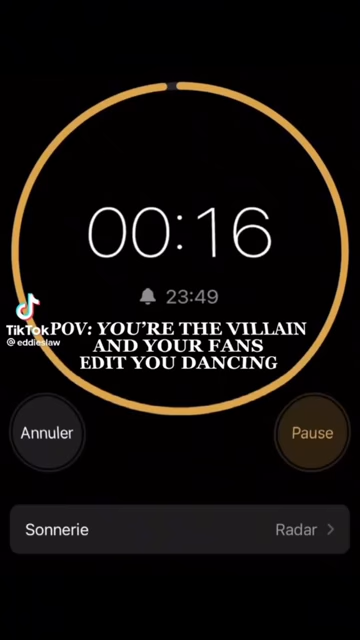 00:16
23:49
TikTok
@eddieslaw
POV: YOU'RE THE VILLAIN
AND YOUR FANS
EDIT YOU DANCING
Annuler
Pause
Sonnerie
Radar